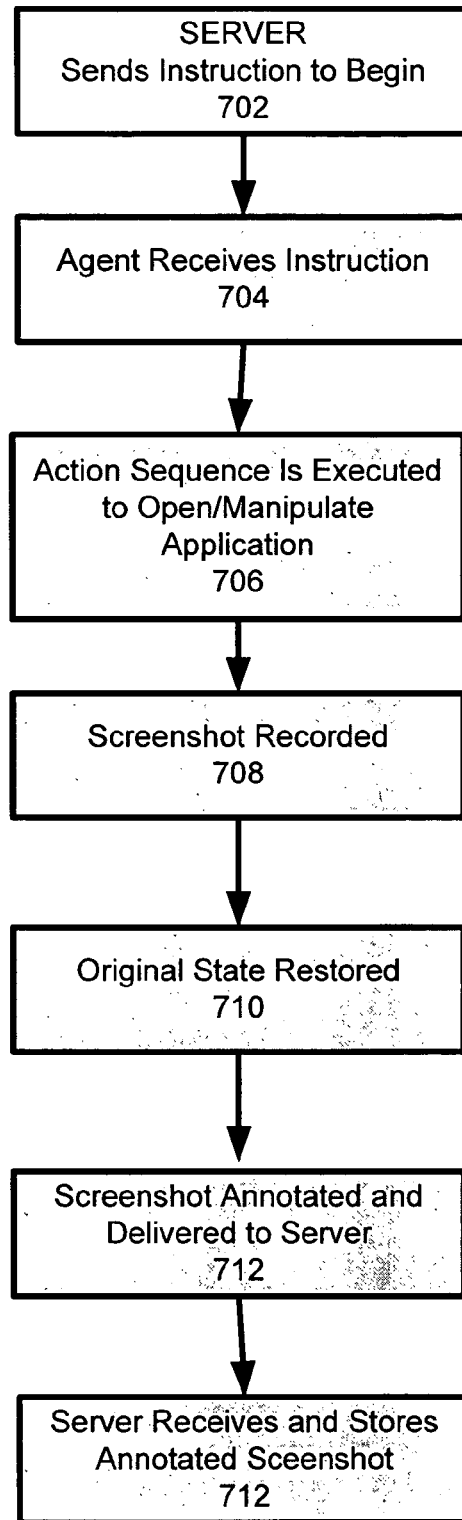 SERVER
Sends Instruction to Begin
702
Agent Receives Instruction
704
Action Sequence Is Executed
to Open/Manipulate
Application
706
Screenshot Recorded
708
Original State Restored
710
Screenshot Annotated and
Delivered to Server
712
Server Receives and Stores
Annotated Sceenshot
712